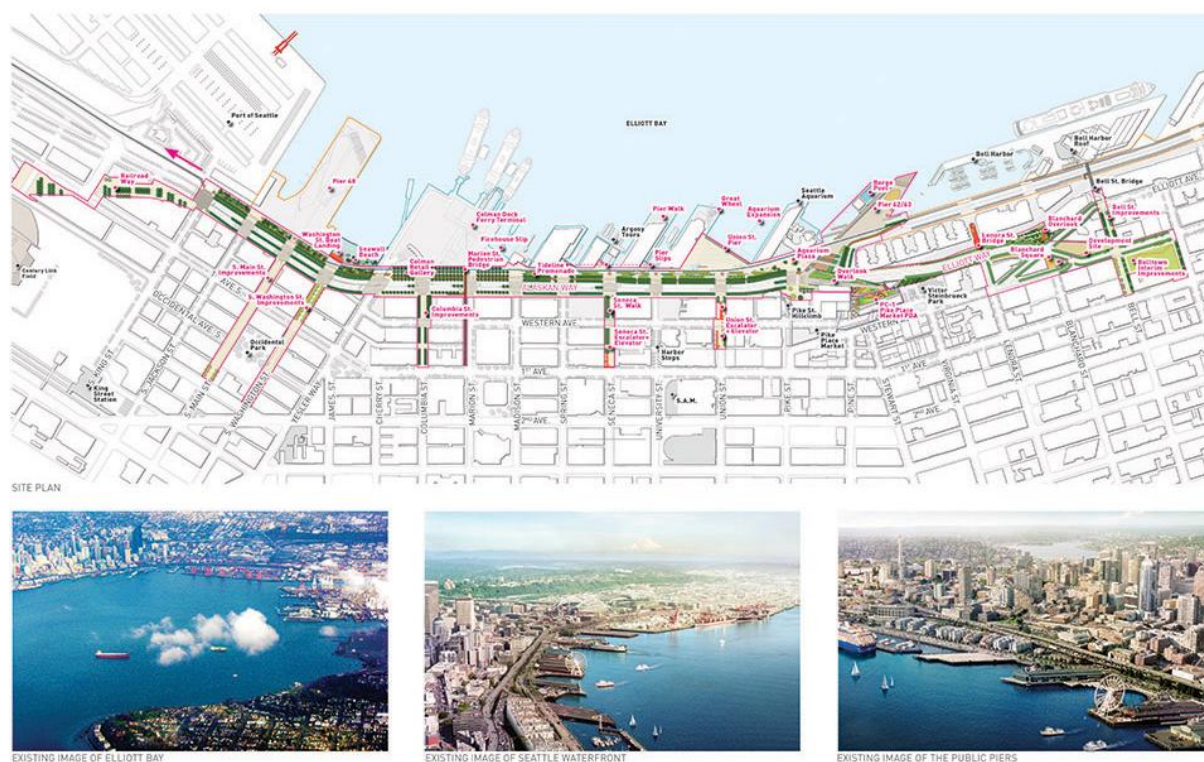 Port of Seattle
ELLIOTT BAY
Railroad
Way
Pier 48
Colman Dock
Ferry Terminal
Firehouse Slip
Pier Walk
Argosy
Tours
Great
Wheel
Aquarium
Expansion
Union St.
Pier
Seattle
Aquarium
Barge
Pool
Pier 62/63
Bell Harbor
Bell Harbor
Bell St. Bridge
ELLIOTT AVE.
Bell St.
Improvements
Blanchard
Overlook
Lenora St.
Bridge
Blanchard
Square
Development
Site
Belltown
Interim
Improvements
Washington
St. Boat
Landing
Seawall
Beach
Colman
Retail
Gallery
Marion St.
Pedestrian
Bridge
Tideline
Promenade
Pier
Slips
Aquarium
Plaza
Overlook
Walk
ELLIOTT WAY
ALASKAN WAY
Century Link
Field
S. Main St.
Improvements
S. Washington St.
Improvements
Columbia St.
Improvements
Seneca
St. Walk
Seneca St.
Escalator+
Elevator
Union St.
Escalator
+ Elevator
Pike St.
Hillclimb
Pike
Place
Market
PC-1
Pike Place
Market PDA
Victor
Steinbrueck
Park
WESTERN AVE.
WESTERN
Harbor
Steps
Occidental
Park
OCCIDENTAL AVE.
King
Street
Station
S. JACKSON ST.
S. MAIN ST.
S. WASHINGTON ST.
YESLER WAY
JAMES ST.
CHERRY ST.
COLUMBIA ST.
MARION ST.
MADISON ST.
SPRING ST.
SENECA ST.
UNIVERSITY ST.
UNION ST.
PIKE ST.
PINE ST.
STEWART ST.
VIRGINIA ST.
LENORA ST.
1ST AVE.
2ND AVE.
1ST AVE.
2ND AVE.
S.A.M.
SITE PLAN
EXISTING IMAGE OF ELLIOTT BAY
EXISTING IMAGE OF SEATTLE WATERFRONT
EXISTING IMAGE OF THE PUBLIC PIERS